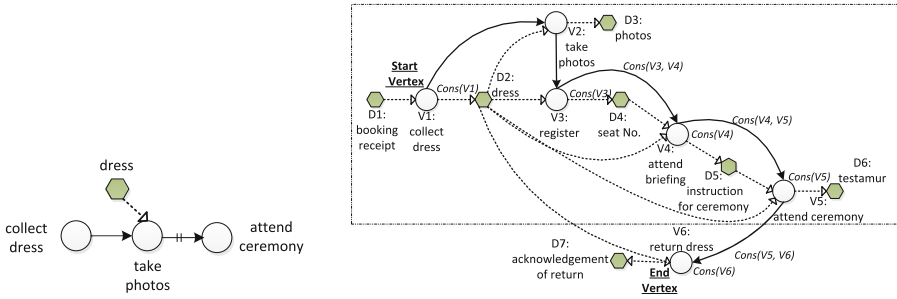 dress
collect
dress
take
photos
attend
ceremony
D3:
photos
V2:
take
photos
Start
Vertex
Cons(V1)
D2:
dress
Cons(V3, V4)
Cons(V3)
D1:
booking
receipt
V1:
collect
dress
V3:
register
D4:
seat No.
Cons(V4, V5)
Cons(V4)
V4:
attend
briefing
D5:
instruction
for ceremony
Cons(V5)
D6:
testamur
V5:
attend ceremony
V6:
return dress
D7:
acknowledgement
of return
End
Vertex
Cons(V6)
Cons(V5, V6)